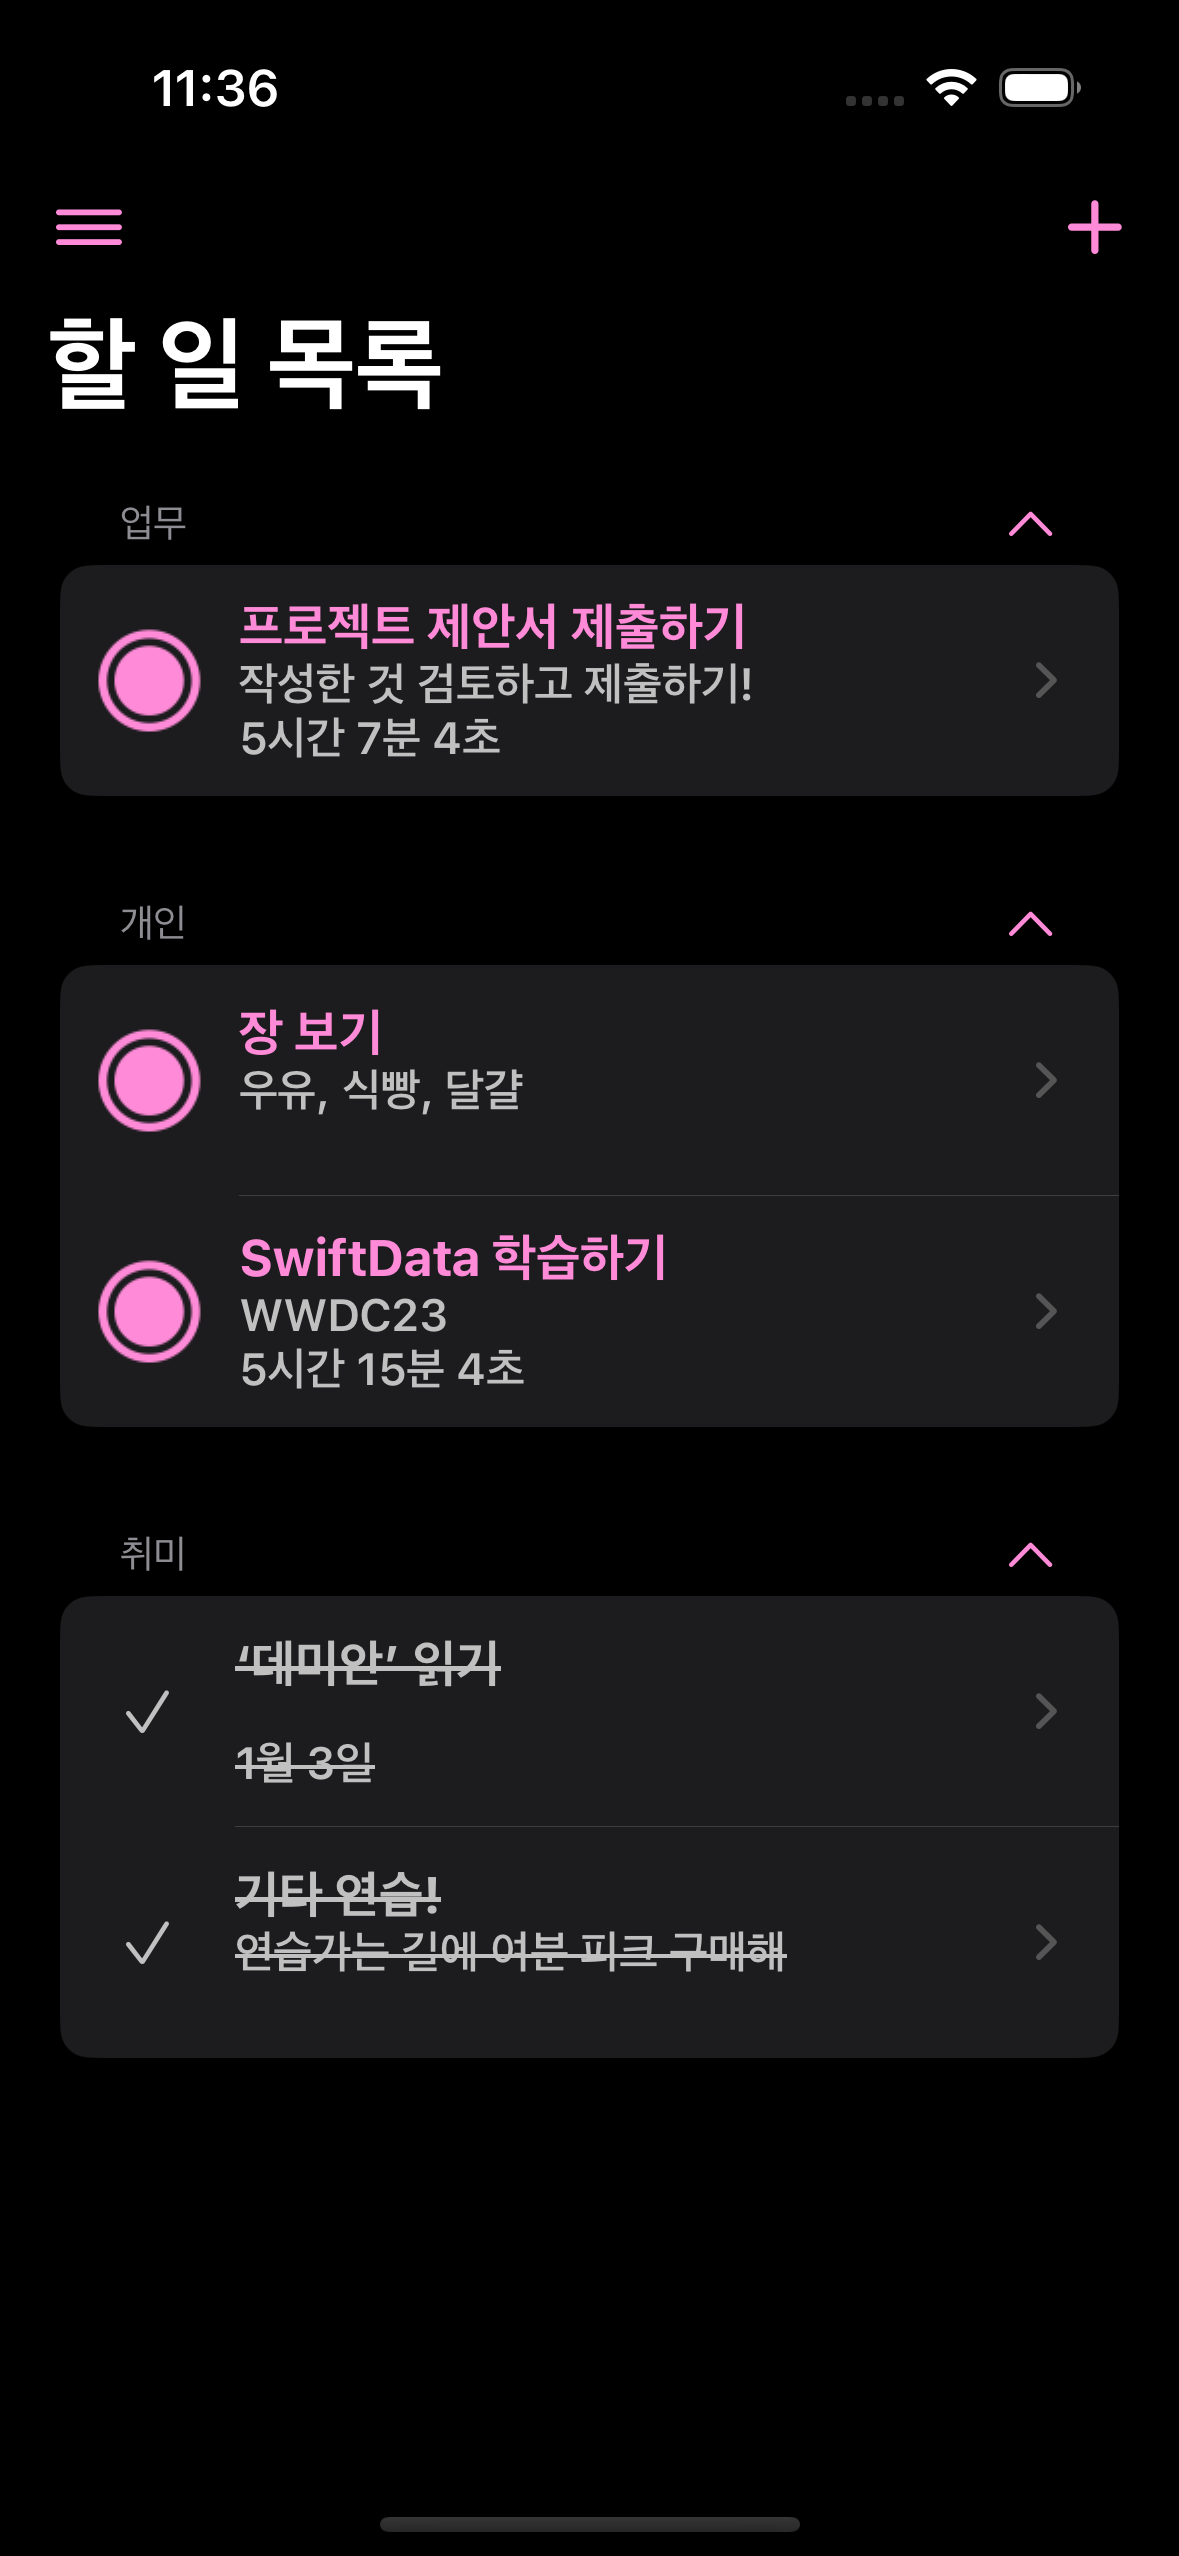 11:36
할 일 목록
업무
프로젝트 제안서 제출하기
작성한 것 검토하고 제출하기!
5시간 7분 4초
개인
장 보기
우유, 식빵, 달걀
SwiftData 학습하기
WWDC23
5시간 15분 4초
취미
‘데미안’ 읽기
1월 3일
기타 연습!
연습가는 길에 여분 피크 구매해